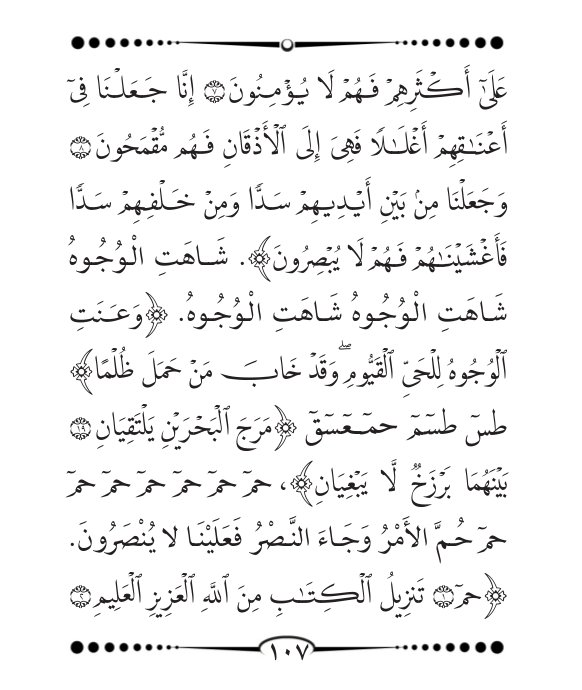 عَلَىٰٓ أَكْثَرِهِمْ فَهُمْ لَا يُؤْمِنُونَ ۝٧ إِنَّا جَعَلْنَا فِىٓ
أَعْنَـٰقِهِمْ أَغْلَـٰلًا فَهِىَ إِلَى ٱلْأَذْقَانِ فَهُم مُّقْمَحُونَ ۝٨
وَجَعَلْنَا مِنۢ بَيْنِ أَيْدِيهِمْ سَدًّا وَمِنْ خَلْفِهِمْ سَدًّا
فَأَغْشَيْنَـٰهُمْ فَهُمْ لَا يُبْصِرُونَ﴾. شَاهَتِ الْوُجُوهُ
شَاهَتِ الْوُجُوهُ شَاهَتِ الْوُجُوهُ. ﴿وَعَنَتِ
ٱلْوُجُوهُ لِلْحَىِّ ٱلْقَيُّومِ ۖ وَقَدْ خَابَ مَنْ حَمَلَ ظُلْمًا﴾
طسٓ طسٓمٓ حمٓعٓسٓقٓ ﴿مَرَجَ ٱلْبَحْرَيْنِ يَلْتَقِيَانِ ۝١٩
بَيْنَهُمَا بَرْزَخٌ لَّا يَبْغِيَانِ﴾، حمٓ حمٓ حمٓ حمٓ حمٓ حمٓ
حمٓ حُمَّ الأَمْرُ وَجَاءَ النَّصْرُ فَعَلَيْنَا لا يُنْصَرُونَ.
﴿حمٓ ۝١ تَنزِيلُ ٱلْكِتَـٰبِ مِنَ ٱللَّهِ ٱلْعَزِيزِ ٱلْعَلِيمِ ۝٢
١٠٧